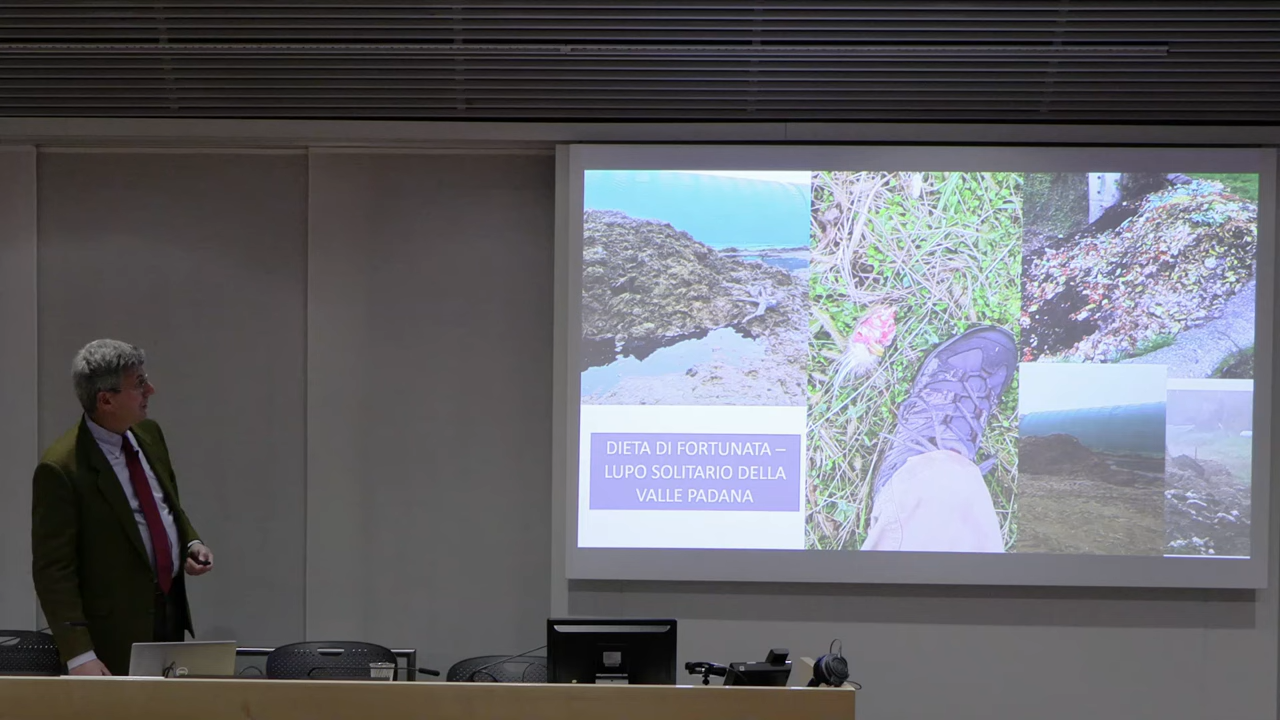 DIETA DI FORTUNATA –
LUPO SOLITARIO DELLA
VALLE PADANA